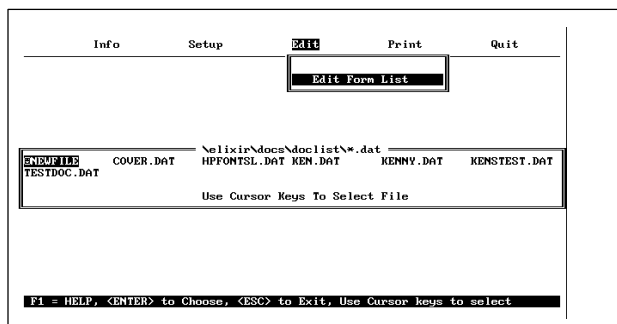 Info Setup Edit Print Quit
Edit Form List
\elixir\docs\doclist\*.dat
@NEWFILE COVER.DAT HPFONTSL.DAT KEN.DAT KENNY.DAT KENSTEST.DAT
TESTDOC.DAT
Use Cursor Keys To Select File
F1 = HELP, <ENTER> to Choose, <ESC> to Exit, Use Cursor keys to select